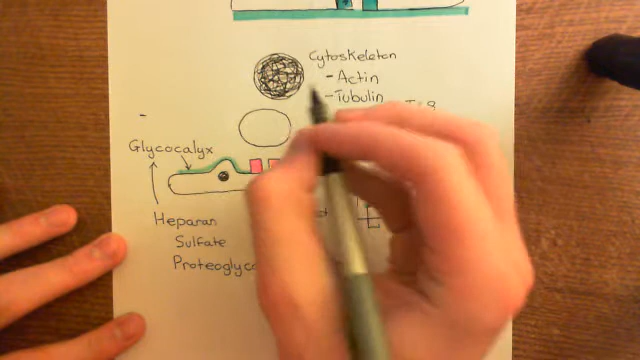 Cytoskeleton
- Actin
- Tubulin
Glycocalyx
Heparan
Sulfate